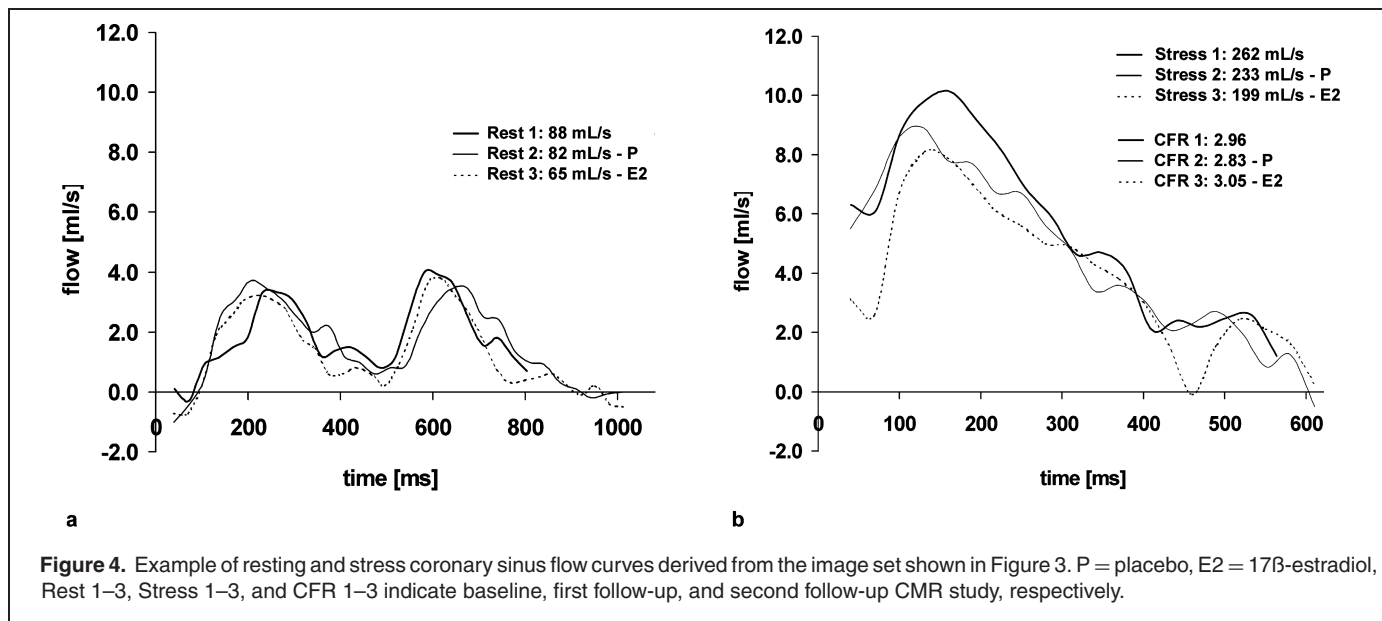 12.0
10.0
8.0
6.0
4.0
2.0
0.0
-2.0
flow [ml/s]
0 200 400 600 800 1000
time [ms]
Rest 1: 88 mL/s
Rest 2: 82 mL/s - P
Rest 3: 65 mL/s - E2
a
12.0
10.0
8.0
6.0
4.0
2.0
0.0
-2.0
flow [ml/s]
0 100 200 300 400 500 600
time [ms]
Stress 1: 262 mL/s
Stress 2: 233 mL/s - P
Stress 3: 199 mL/s - E2
CFR 1: 2.96
CFR 2: 2.83 - P
CFR 3: 3.05 - E2
b
Figure 4. Example of resting and stress coronary sinus flow curves derived from the image set shown in Figure 3. P = placebo, E2 = 17ß-estradiol,
Rest 1–3, Stress 1–3, and CFR 1–3 indicate baseline, first follow-up, and second follow-up CMR study, respectively.